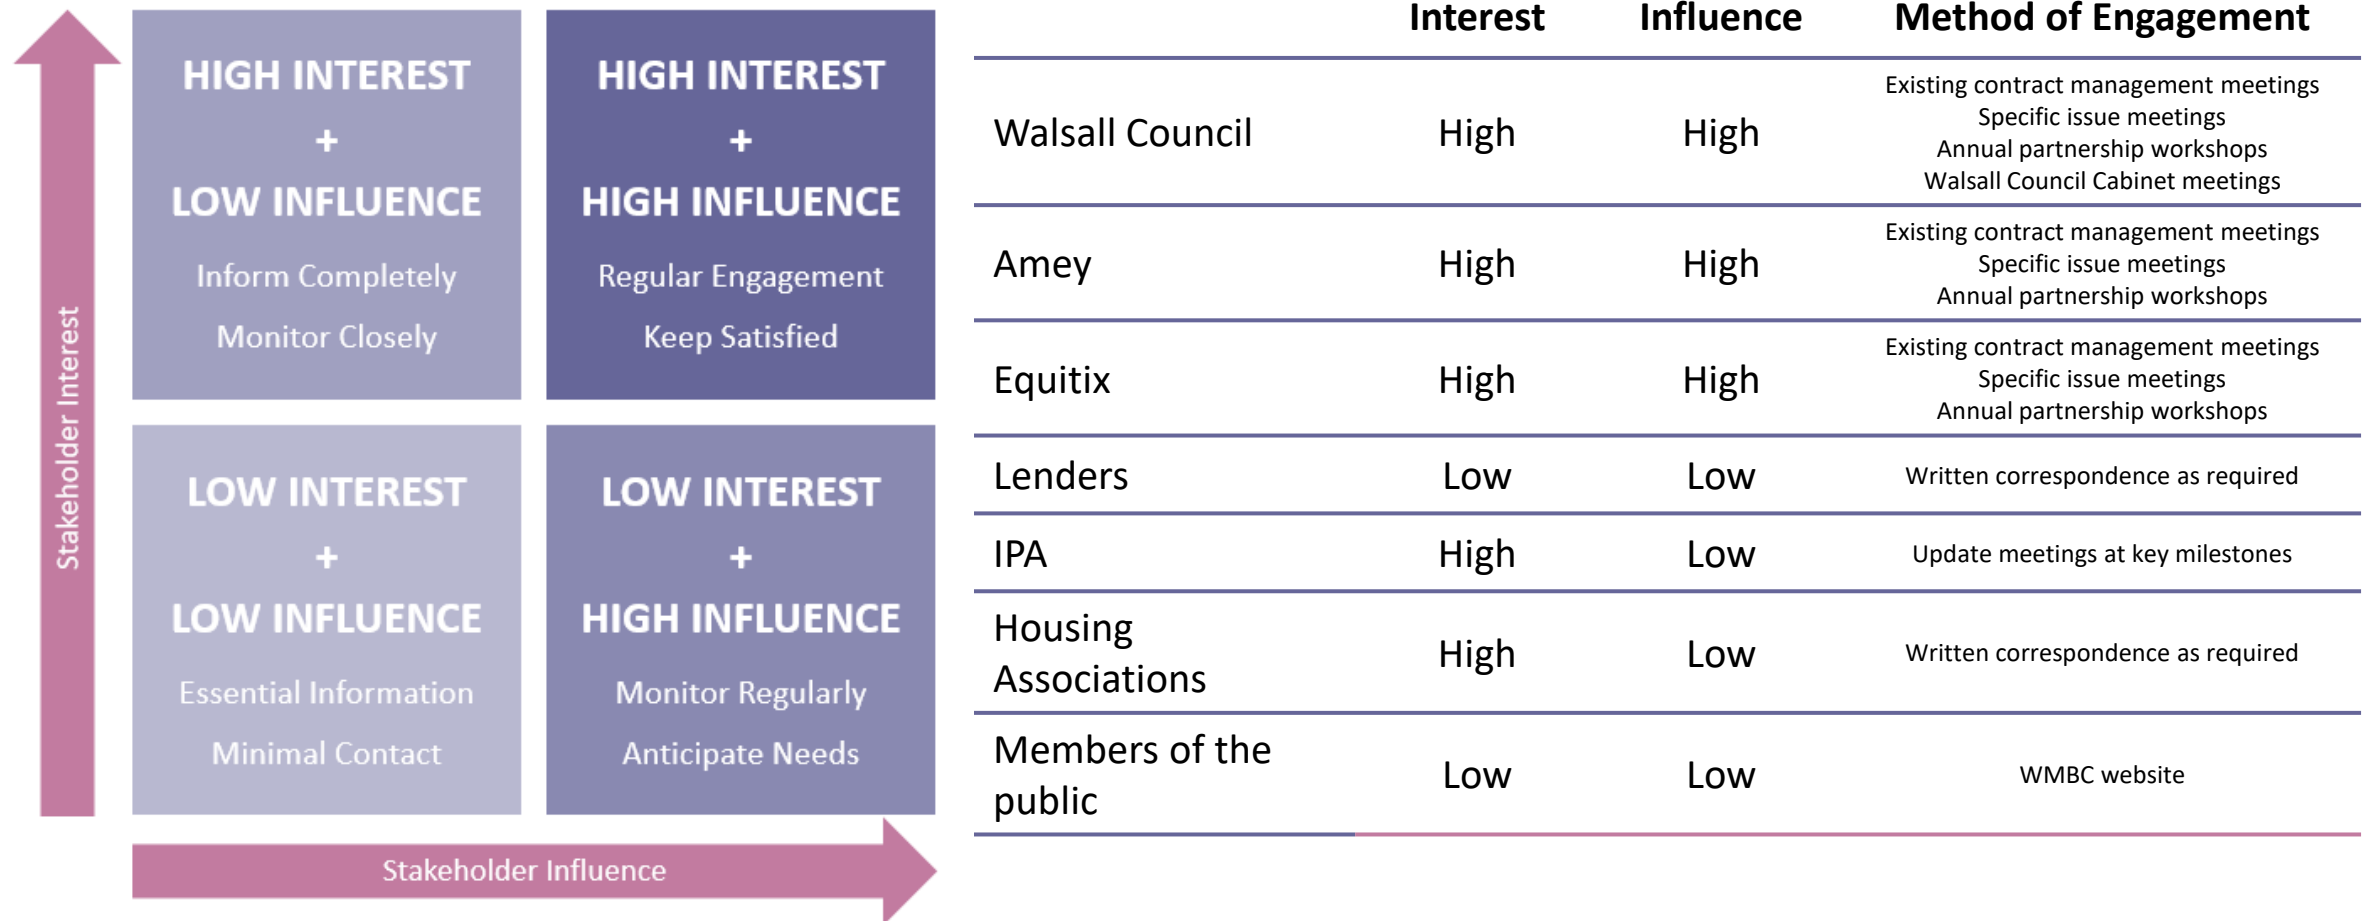 Stakeholder Interest
HIGH INTEREST
+
LOW INFLUENCE
Inform Completely
Monitor Closely
HIGH INTEREST
+
HIGH INFLUENCE
Regular Engagement
Keep Satisfied
LOW INTEREST
+
LOW INFLUENCE
Essential Information
Minimal Contact
LOW INTEREST
+
HIGH INFLUENCE
Monitor Regularly
Anticipate Needs
Stakeholder Influence
Interest Influence Method of Engagement
Walsall Council High High
Existing contract management meetings
Specific issue meetings
Annual partnership workshops
Walsall Council Cabinet meetings
Amey High High
Existing contract management meetings
Specific issue meetings
Annual partnership workshops
Equitix High High
Existing contract management meetings
Specific issue meetings
Annual partnership workshops
Lenders Low Low Written correspondence as required
IPA High Low Update meetings at key milestones
Housing
Associations
High Low Written correspondence as required
Members of the
public
Low Low WMBC website